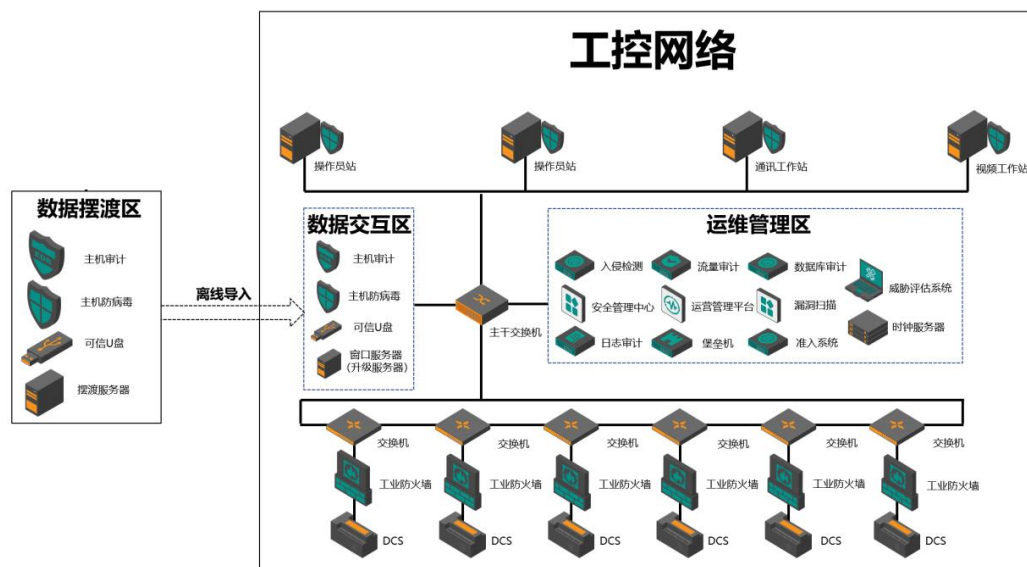 工控网络
操作员站
操作员站
通讯工作站
视频工作站
数据摆渡区
主机审计
主机防病毒
可信U盘
摆渡服务器
离线导入
数据交互区
主机审计
主机防病毒
可信U盘
窗口服务器
(升级服务器)
主干交换机
运维管理区
入侵检测
流量审计
数据库审计
威胁评估系统
安全管理中心
运营管理平台
漏洞扫描
时钟服务器
日志审计
堡垒机
准入系统
交换机
交换机
交换机
交换机
交换机
交换机
工业防火墙
工业防火墙
工业防火墙
工业防火墙
工业防火墙
工业防火墙
DCS
DCS
DCS
DCS
DCS
DCS